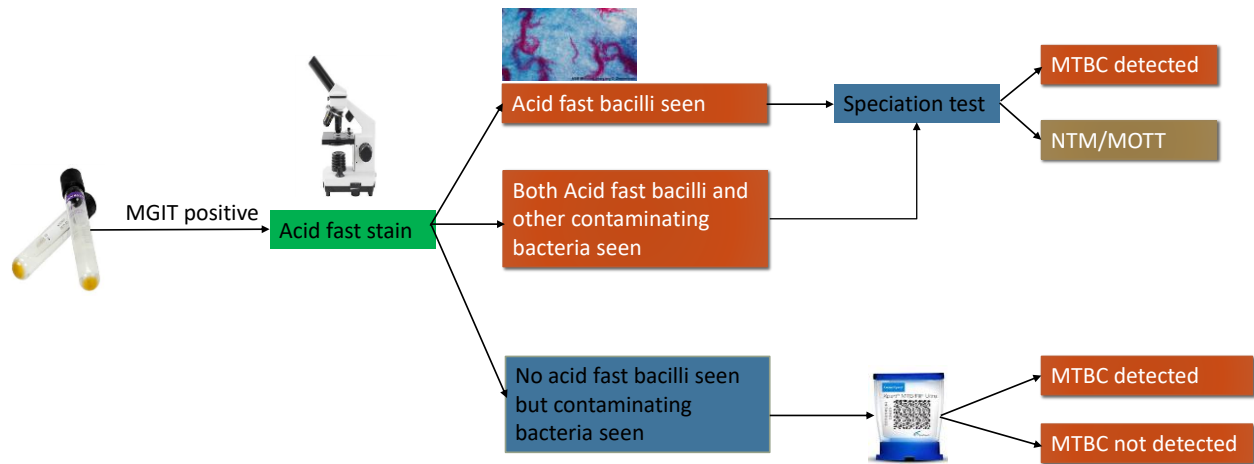 Acid fast bacilli seen
Speciation test
MTBC detected
NTM/MOTT
MGIT positive
Acid fast stain
Both Acid fast bacilli and
other contaminating
bacteria seen
No acid fast bacilli seen
but contaminating
bacteria seen
MTBC detected
MTBC not detected